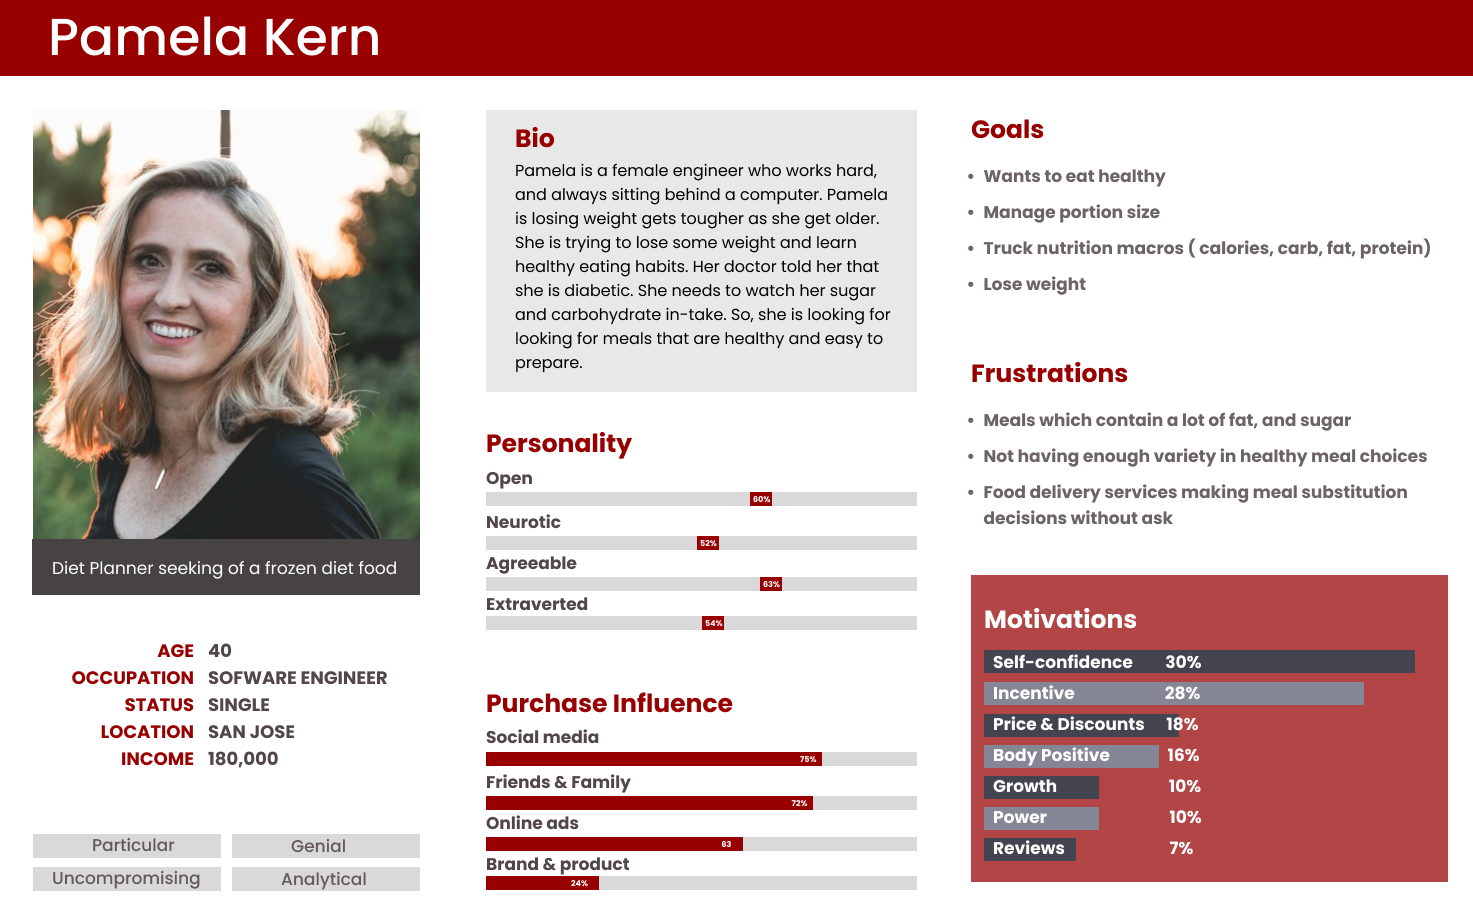 Pamela Kern
Diet Planner seeking of a frozen diet food
AGE 40
OCCUPATION SOFWARE ENGINEER
STATUS SINGLE
LOCATION SAN JOSE
INCOME 180,000
Particular
Genial
Uncompromising
Analytical
Bio
Pamela is a female engineer who works hard,
and always sitting behind a computer. Pamela
is losing weight gets tougher as she get older.
She is trying to lose some weight and learn
healthy eating habits. Her doctor told her that
she is diabetic. She needs to watch her sugar
and carbohydrate in-take. So, she is looking for
looking for meals that are healthy and easy to
prepare.
Personality
Open
60%
Neurotic
52%
Agreeable
63%
Extraverted
54%
Purchase Influence
Social media
75%
Friends & Family
72%
Online ads
63
Brand & product
24%
Goals
• Wants to eat healthy
• Manage portion size
• Truck nutrition macros ( calories, carb, fat, protein)
• Lose weight
Frustrations
• Meals which contain a lot of fat, and sugar
• Not having enough variety in healthy meal choices
• Food delivery services making meal substitution
decisions without ask
Motivations
Self-confidence 30%
Incentive 28%
Price & Discounts 18%
Body Positive 16%
Growth 10%
Power 10%
Reviews 7%